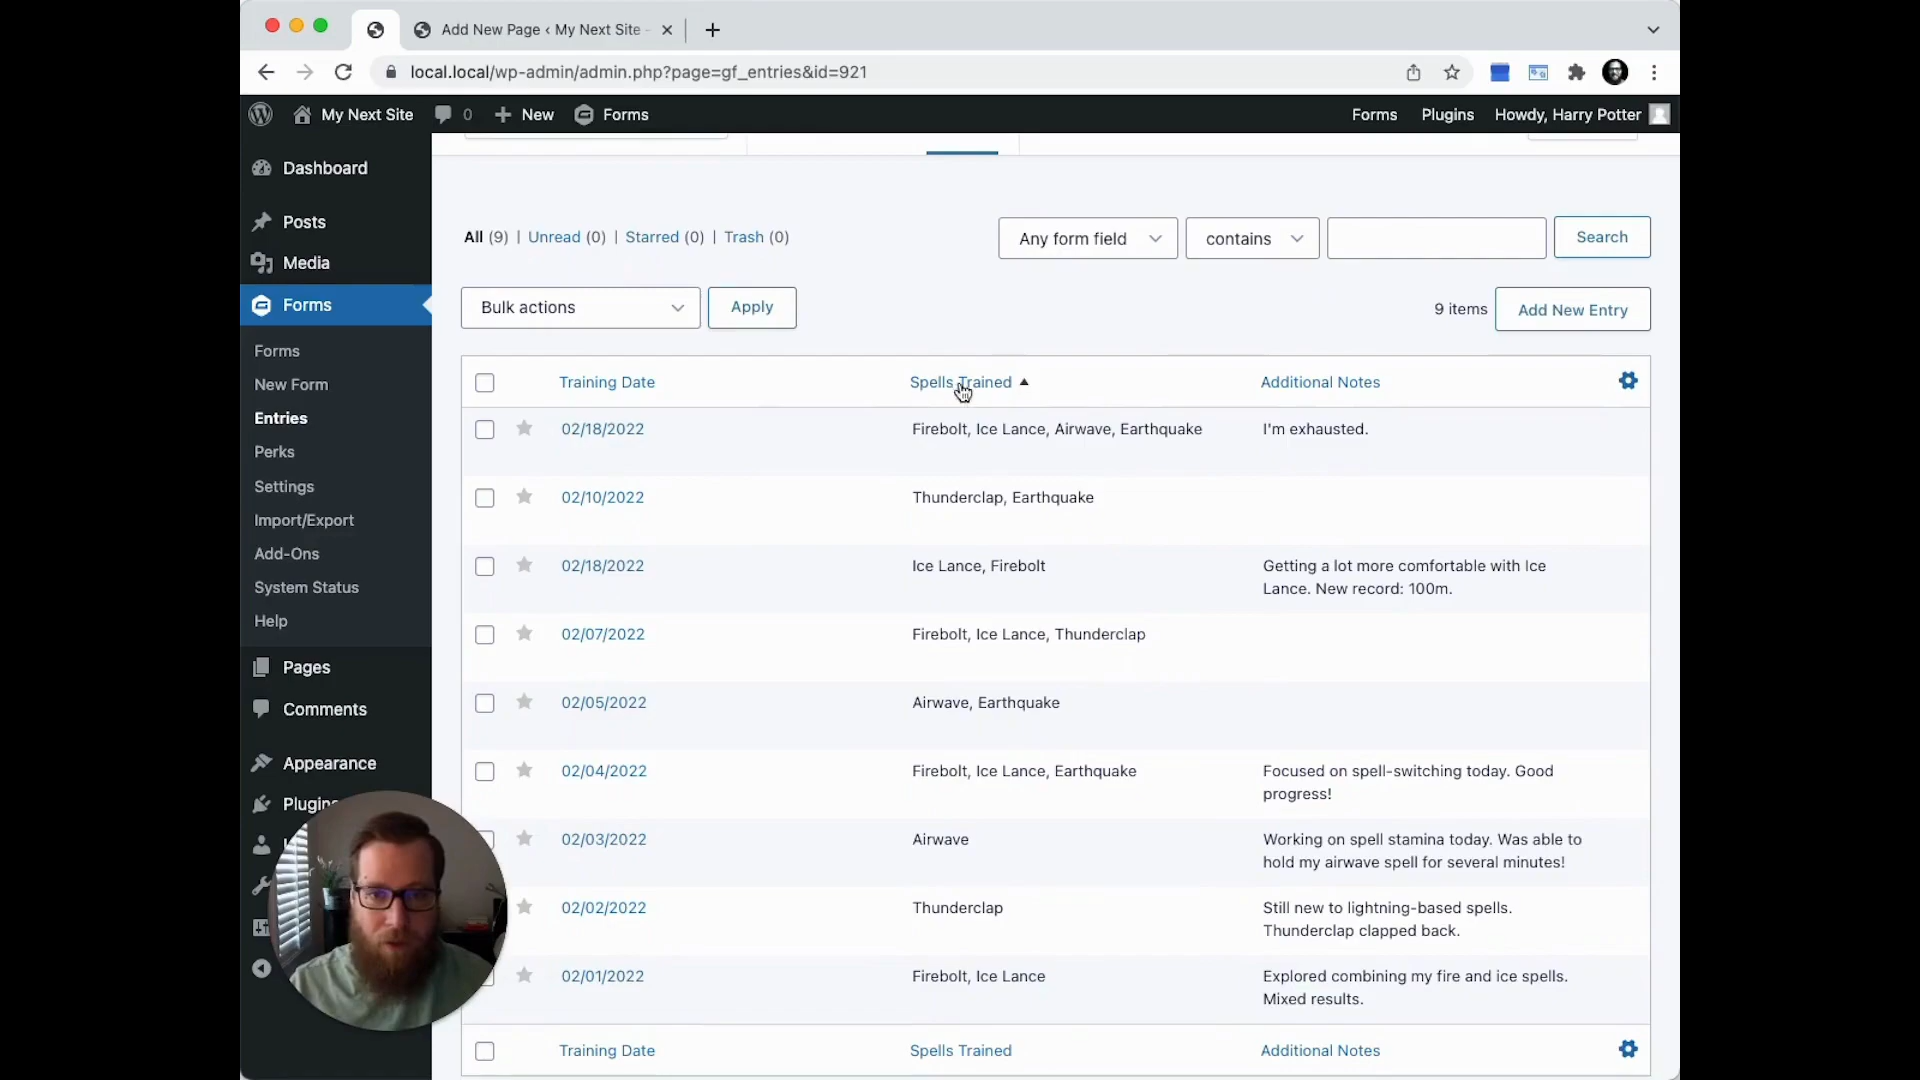 Add New Page ‹ My Next Site -
local.local/wp-admin/admin.php?page=gf_entries&id=921
My Next Site 0 New Forms Forms Plugins Howdy, Harry Potter
Dashboard
Posts
Media
Forms
Forms
New Form
Entries
Perks
Settings
Import/Export
Add-Ons
System Status
Help
Pages
Comments
Appearance
Plugins
All (9) | Unread (0) | Starred (0) | Trash (0)
Any form field contains Search
Bulk actions Apply 9 items Add New Entry
Training Date Spells Trained Additional Notes
02/18/2022 Firebolt, Ice Lance, Airwave, Earthquake I'm exhausted.
02/10/2022 Thunderclap, Earthquake
02/18/2022 Ice Lance, Firebolt Getting a lot more comfortable with Ice
Lance. New record: 100m.
02/07/2022 Firebolt, Ice Lance, Thunderclap
02/05/2022 Airwave, Earthquake
02/04/2022 Firebolt, Ice Lance, Earthquake Focused on spell-switching today. Good
progress!
02/03/2022 Airwave Working on spell stamina today. Was able to
hold my airwave spell for several minutes!
02/02/2022 Thunderclap Still new to lightning-based spells.
Thunderclap clapped back.
02/01/2022 Firebolt, Ice Lance Explored combining my fire and ice spells.
Mixed results.
Training Date Spells Trained Additional Notes